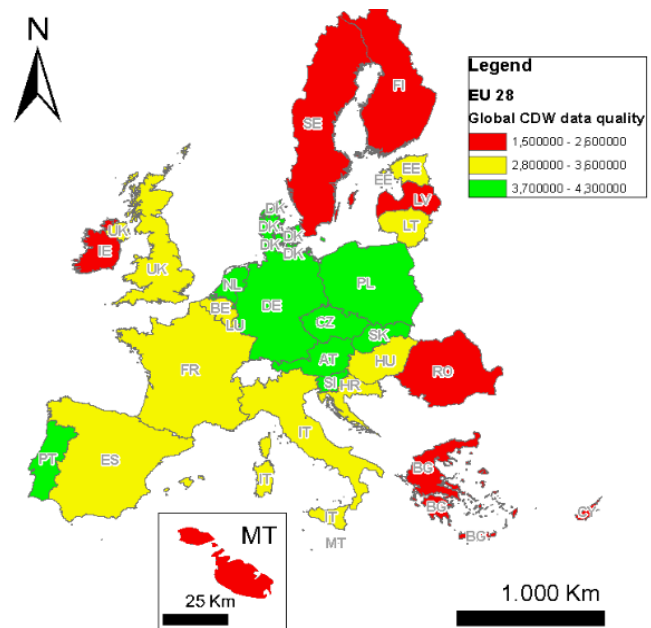 N
Legend
EU 28
Global CDW data quality
1,500000 - 2,600000
2,800000 - 3,600000
3,700000 - 4,300000
FI
SE
EE
EE
LV
LT
DK
DK
DK
DK
DK
UK
IE
UK
NL
DE
PL
BE
LU
CZ
SK
FR
AT
HU
RO
SI
HR
IT
PT
ES
IT
BG
BG
CY
IT
BG
MT
MT
25 Km
1.000 Km